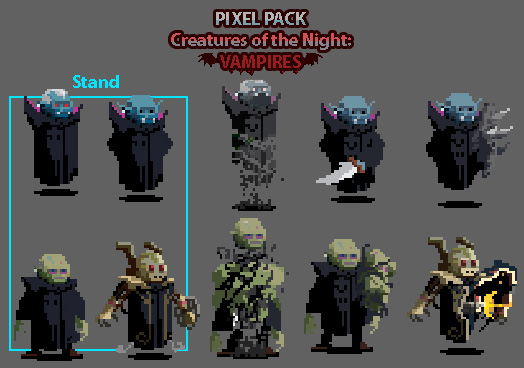 PIXEL PACK
Creatures of the Night:
VAMPIRES
Stand